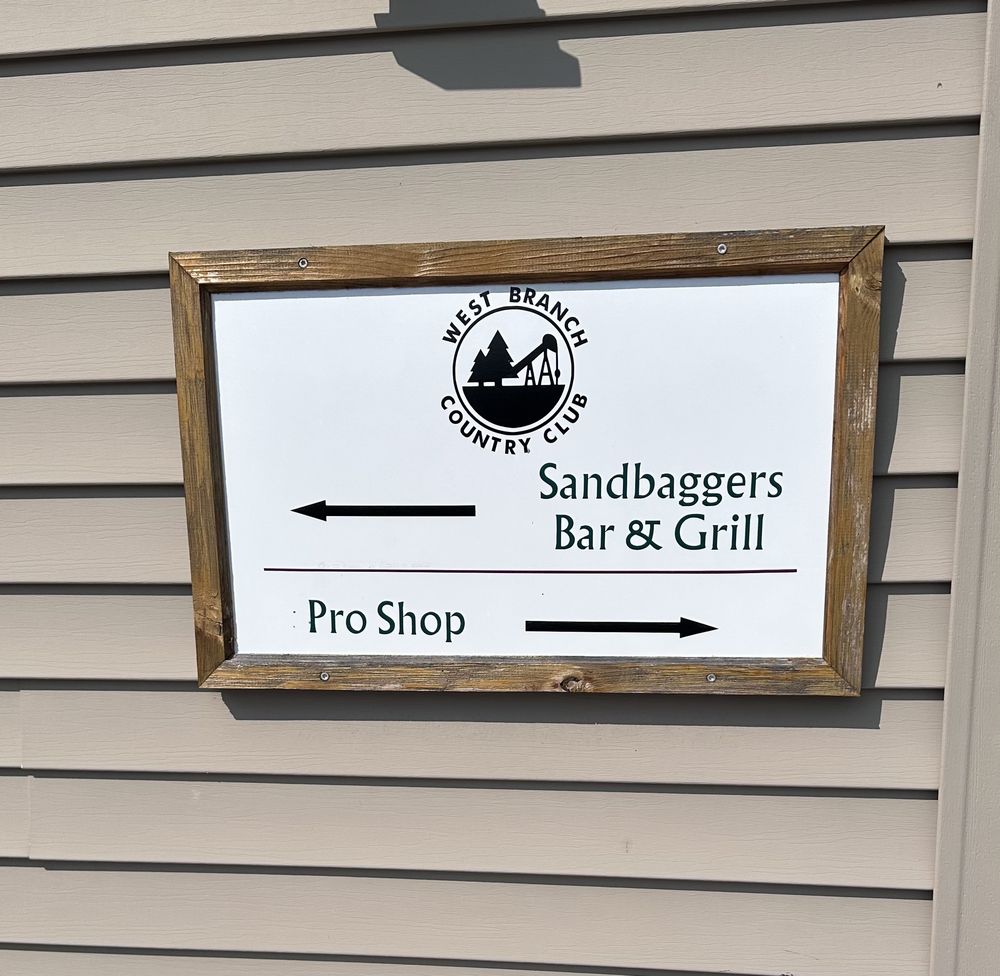 WEST BRANCH
COUNTRY CLUB
Sandbaggers
Bar & Grill
Pro Shop